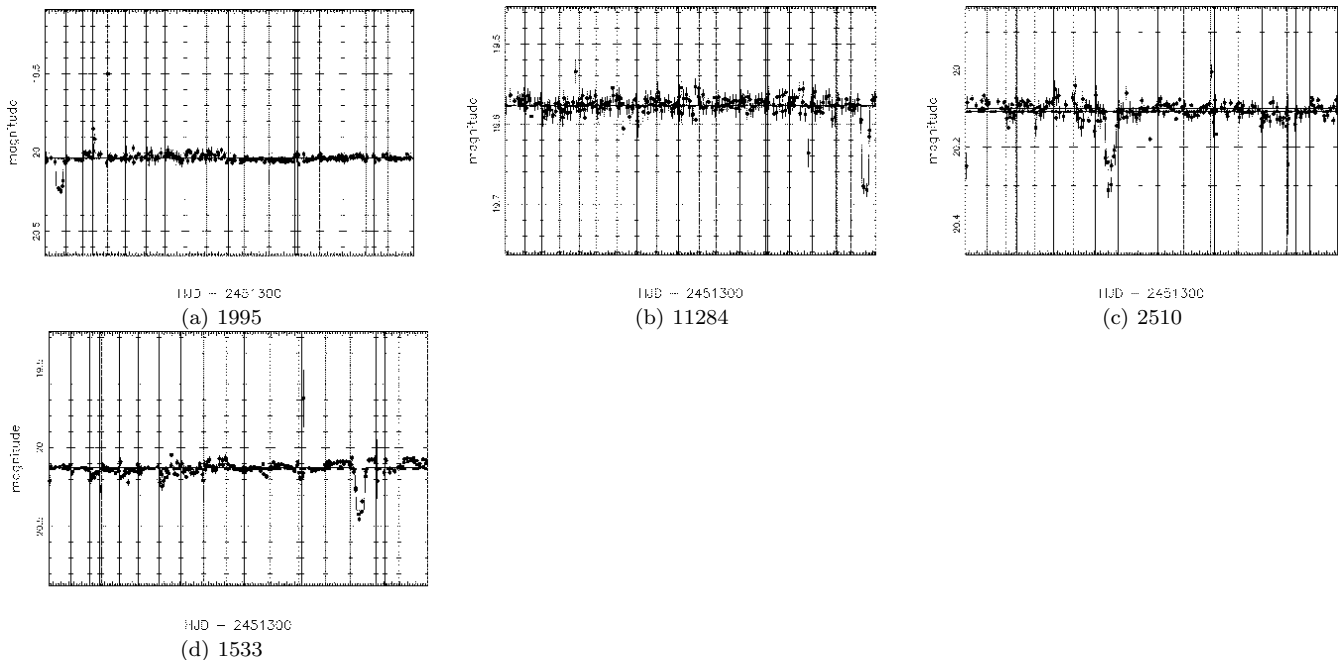 19.5
20
20.5
magnitude
HJD - 2451300
(a) 1995
19.5
19.6
19.7
magnitude
HJD - 2451300
(b) 11284
20
20.2
20.4
magnitude
HJD - 2451300
(c) 2510
19.5
20
20.5
magnitude
HJD - 2451300
(d) 1533